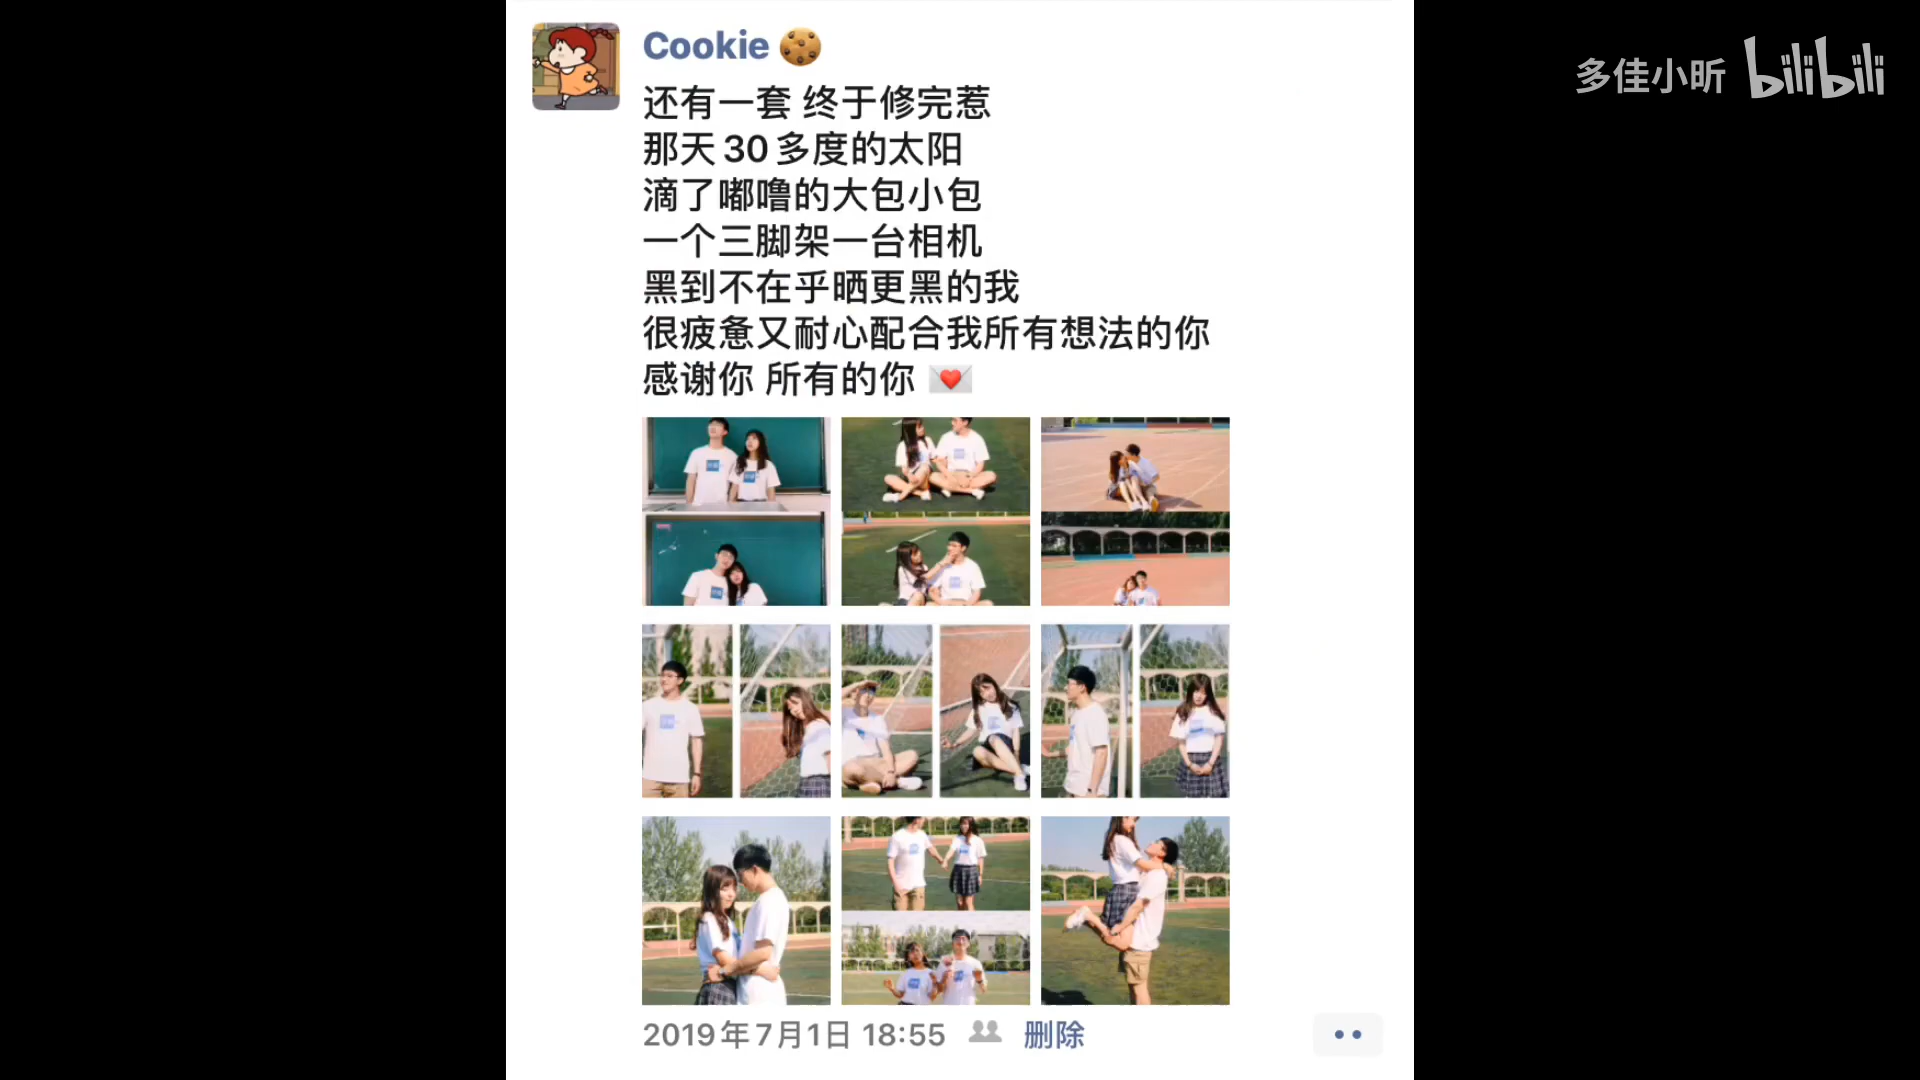 Cookie 🍪
还有一套 终于修完惹
那天30多度的太阳
滴了嘟噜的大包小包
一个三脚架一台相机
黑到不在乎晒更黑的我
很疲惫又耐心配合我所有想法的你
感谢你 所有的你 💌
2019年7月1日 18:55 删除
多佳小昕 bilibili